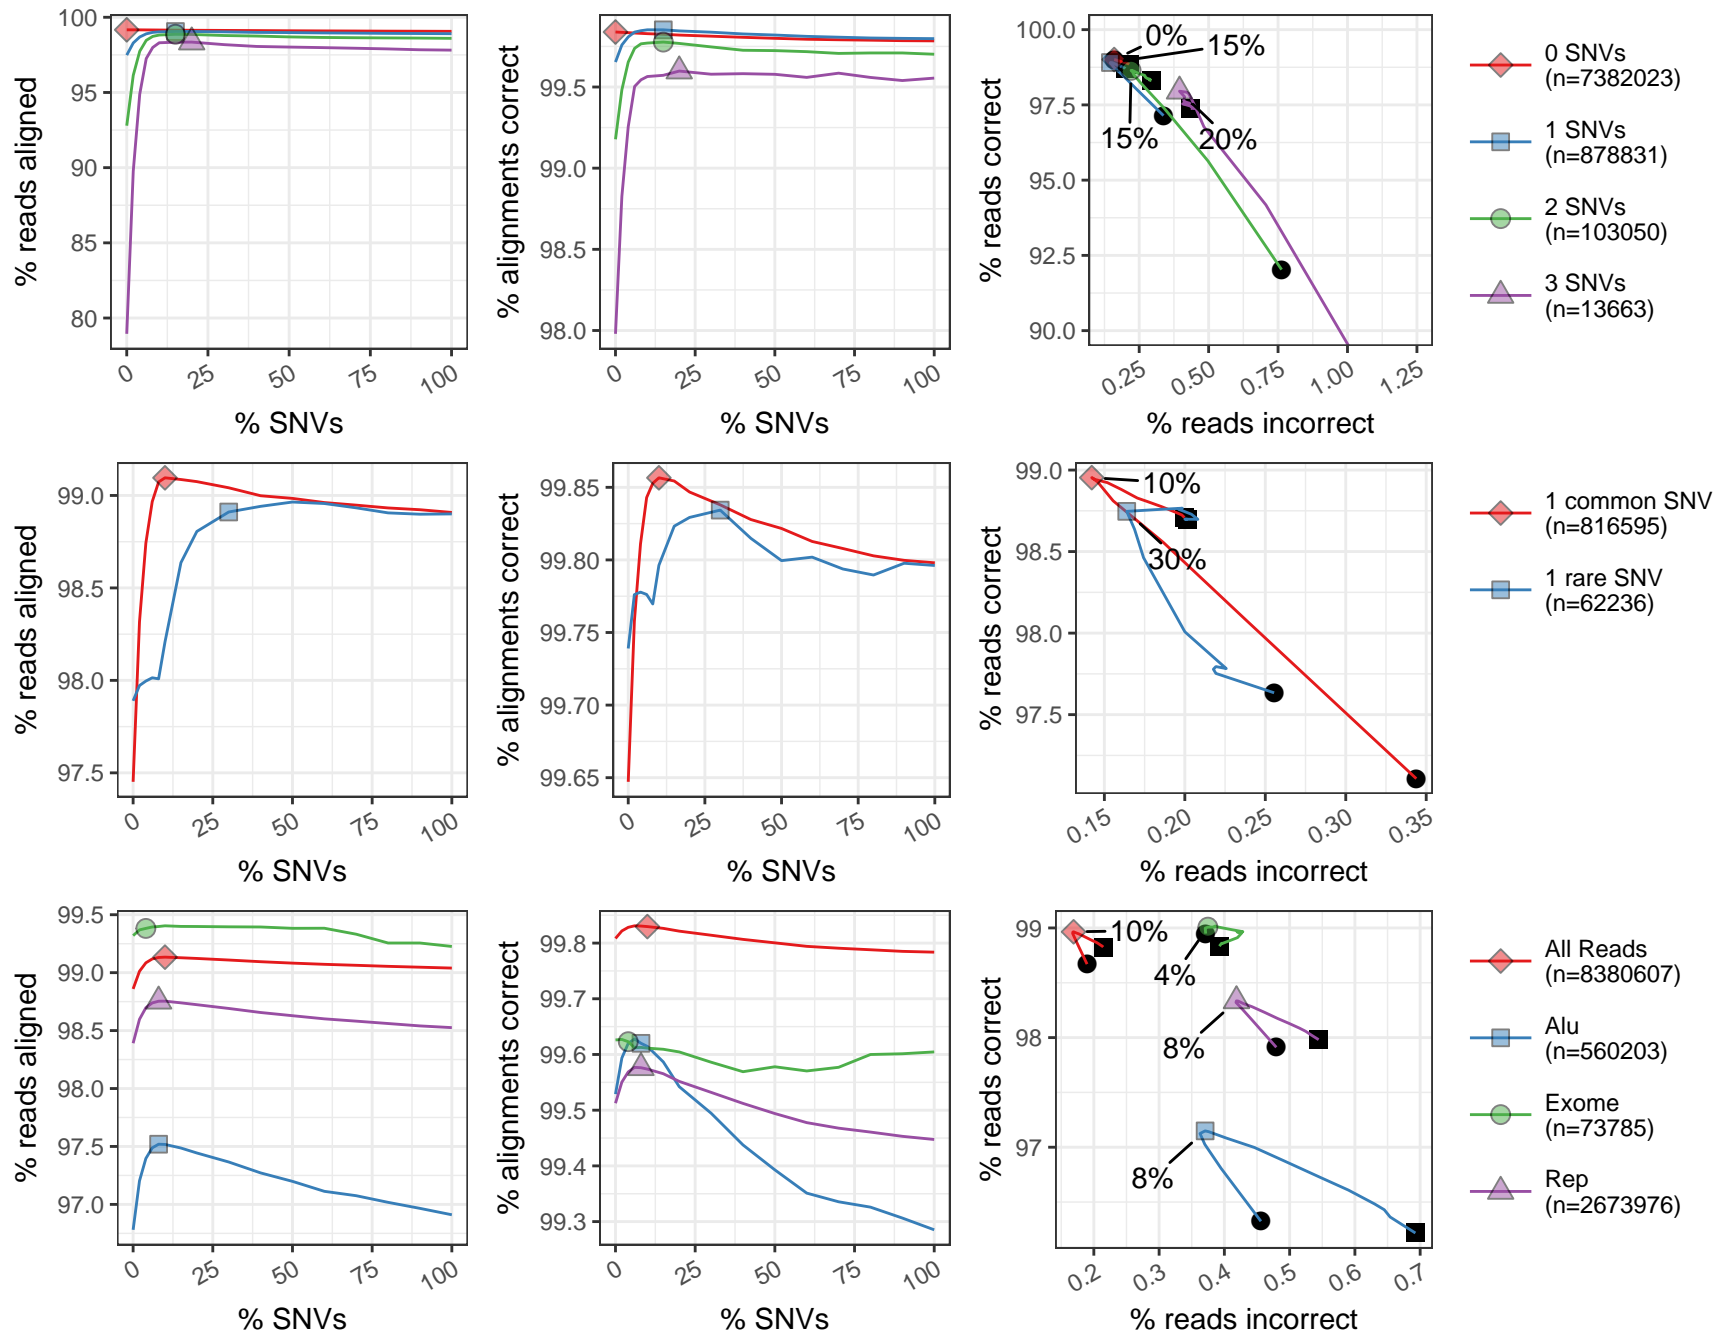 100
95
90
85
80
% reads aligned
0
25
50
75
100
% SNVs
99.5
99.0
98.5
98.0
% alignments correct
0
25
50
75
100
% SNVs
100.0
97.5
95.0
92.5
90.0
% reads correct
0%
15%
15%
20%
0.25
0.50
0.75
1.00
1.25
% reads incorrect
0 SNVs
(n=7382023)
1 SNVs
(n=878831)
2 SNVs
(n=103050)
3 SNVs
(n=13663)
99.0
98.5
98.0
97.5
% reads aligned
0
25
50
75
100
% SNVs
99.85
99.80
99.75
99.70
99.65
% alignments correct
0
25
50
75
100
% SNVs
99.0
98.5
98.0
97.5
% reads correct
10%
30%
0.15
0.20
0.25
0.30
0.35
% reads incorrect
1 common SNV
(n=816595)
1 rare SNV
(n=62236)
99.5
99.0
98.5
98.0
97.5
97.0
% reads aligned
0
25
50
75
100
% SNVs
99.8
99.7
99.6
99.5
99.4
99.3
% alignments correct
0
25
50
75
100
% SNVs
99
98
97
% reads correct
10%
4%
8%
8%
0.2
0.3
0.4
0.5
0.6
0.7
% reads incorrect
All Reads
(n=8380607)
Alu
(n=560203)
Exome
(n=73785)
Rep
(n=2673976)